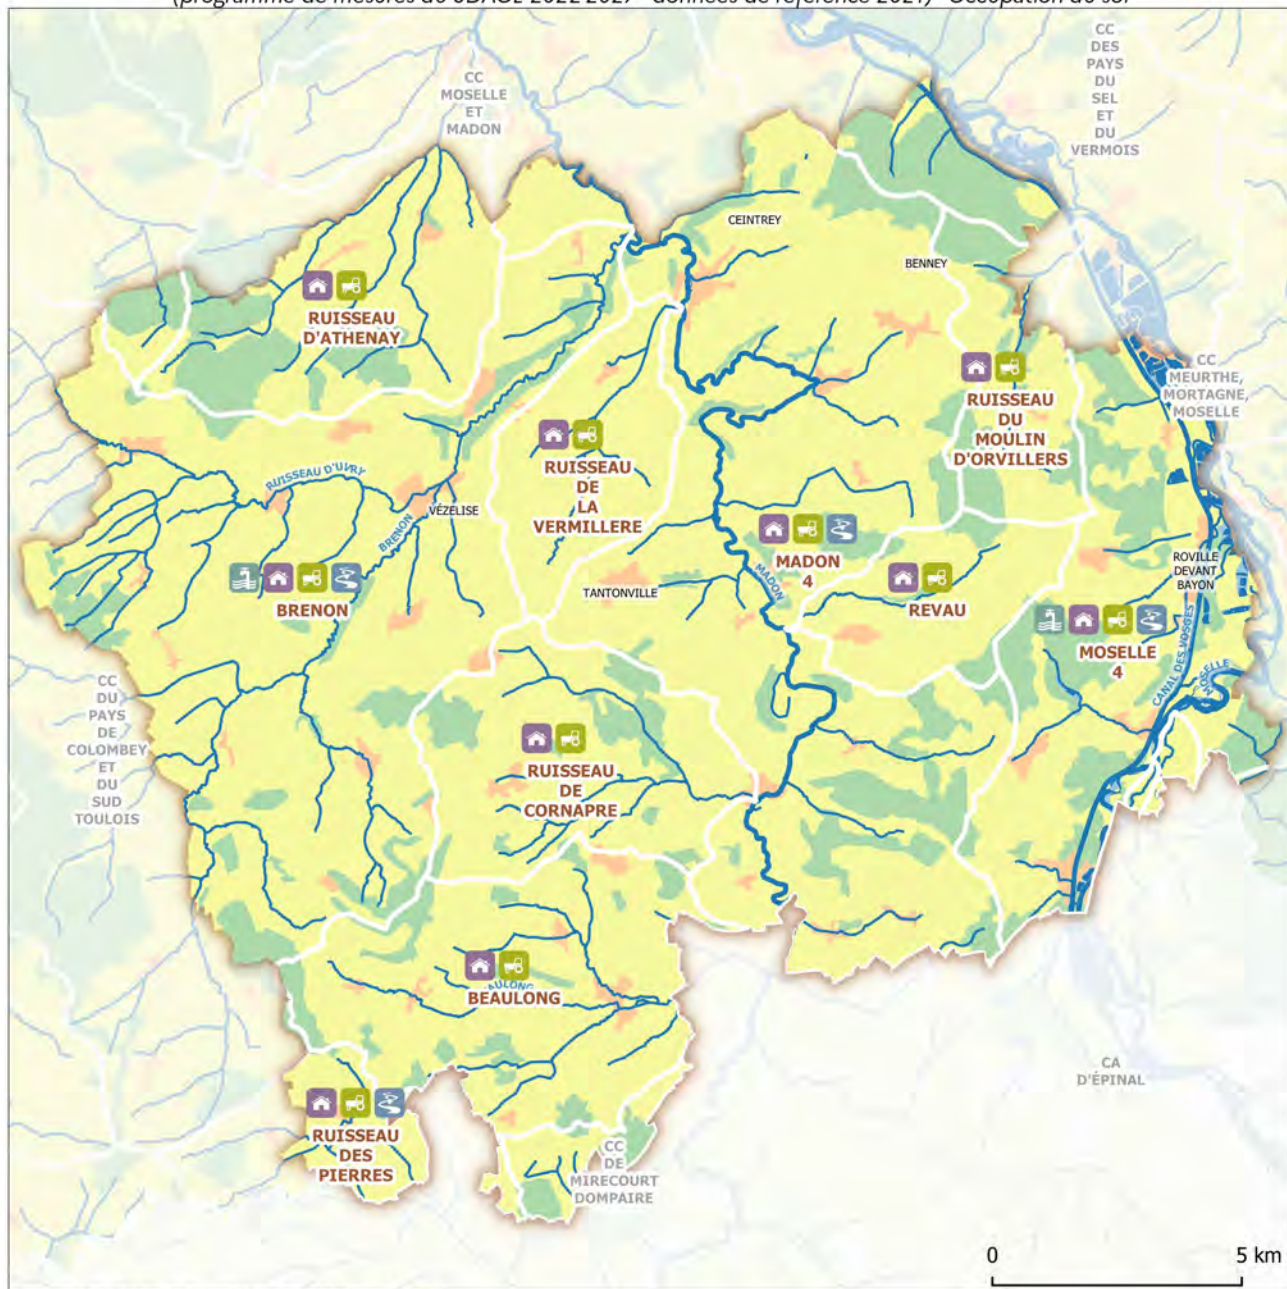 (programme de mesures du SDAGE 2022-2027 - données de référence 2021) - Occupation du sol
CC
DES
PAYS
DU
SEL
ET
DU
VERMOIS
CC
MOSELLE
ET
MADON
CEINTREY
BENNEY
RUISSEAU
D'ATHENAY
CC
MEURTHE,
MORTAGNE,
MOSELLE
RUISSEAU
DU
MOULIN
D'ORVILLERS
RUISSEAU
DE
LA
VERMILLERE
RUISSEAU D'UVRY
VÉZELISE
BRENON
MADON
4
MADON
ROVILLE
DEVANT
BAYON
BRENON
TANTONVILLE
REVAU
MOSELLE
4
CANAL DES VOSGES
MOSELLE
CC
DU
PAYS
DE
COLOMBEY
ET
DU
SUD
TOULOIS
RUISSEAU
DE
CORNAPRE
AULONG
BEAULONG
CA
D'ÉPINAL
RUISSEAU
DES
PIERRES
CC
DE
MIRECOURT
DOMPAIRE
0 5 km